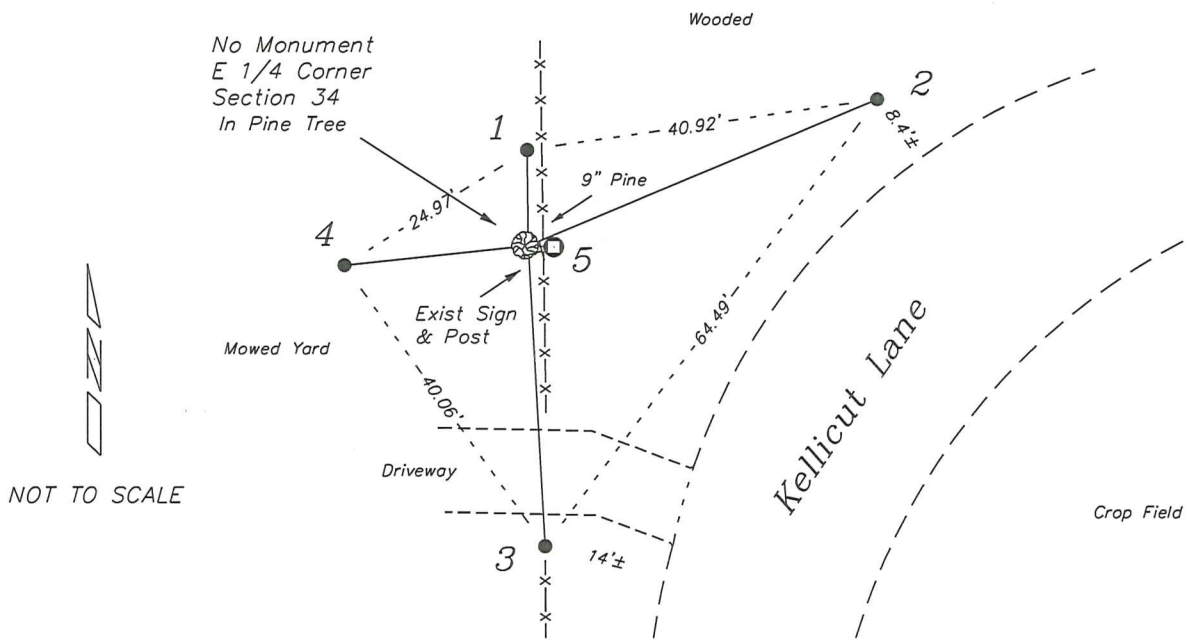 Wooded
No Monument
E 1/4 Corner
Section 34
In Pine Tree
1
2
40.92'
8.4'±
9" Pine
24.97'
4
5
Exist Sign
& Post
64.49'
Mowed Yard
40.06'
Kellicut Lane
N
Driveway
NOT TO SCALE
Crop Field
3
14'±